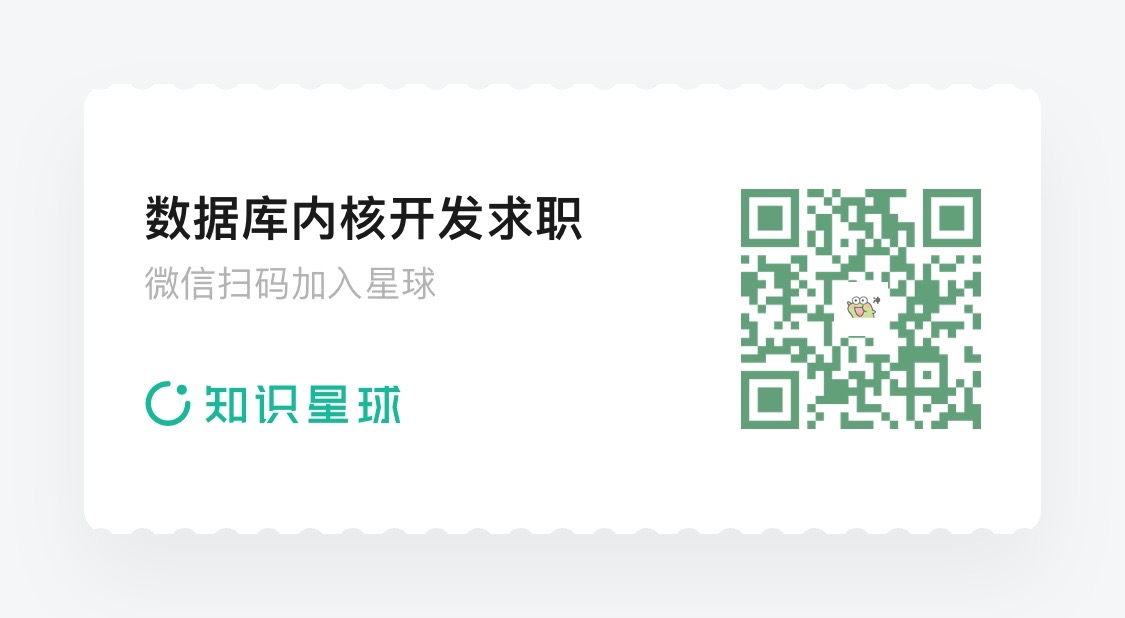 数据库内核开发求职
微信扫码加入星球
知识星球
冲